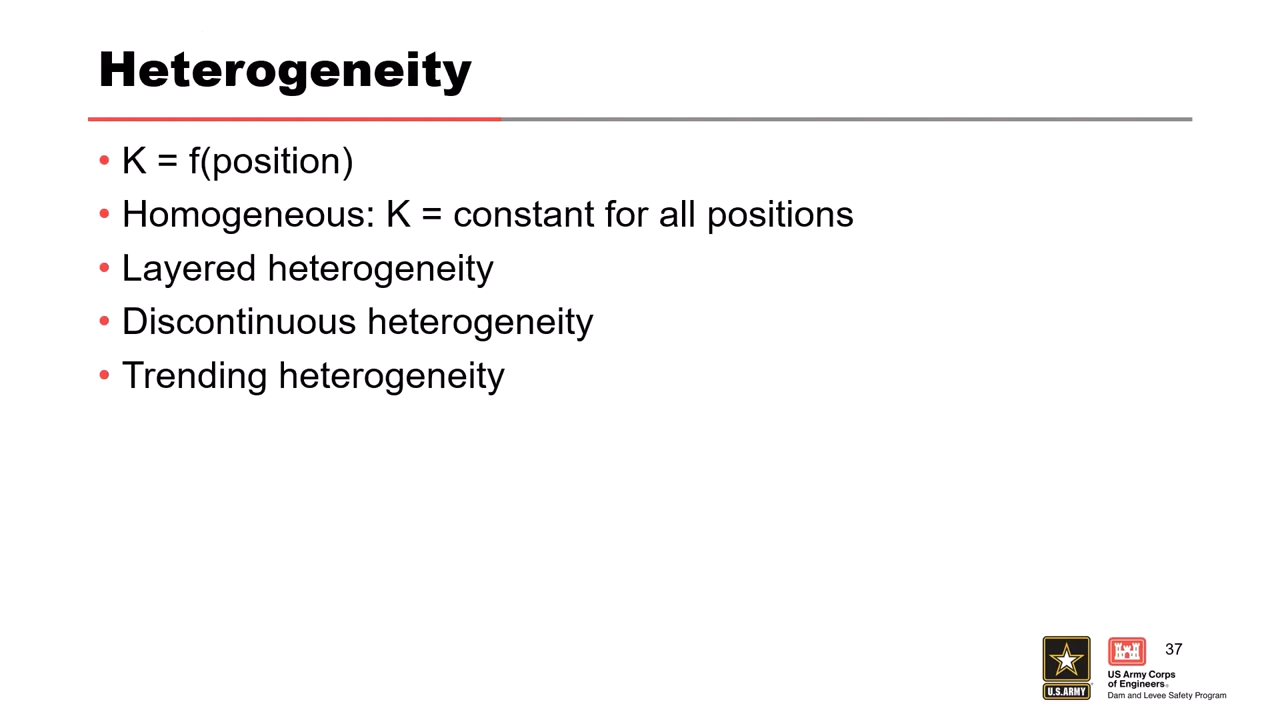 Heterogeneity
• K = f(position)
• Homogeneous: K = constant for all positions
• Layered heterogeneity
• Discontinuous heterogeneity
• Trending heterogeneity
37
U.S.ARMY
US Army Corps
of Engineers®
Dam and Levee Safety Program